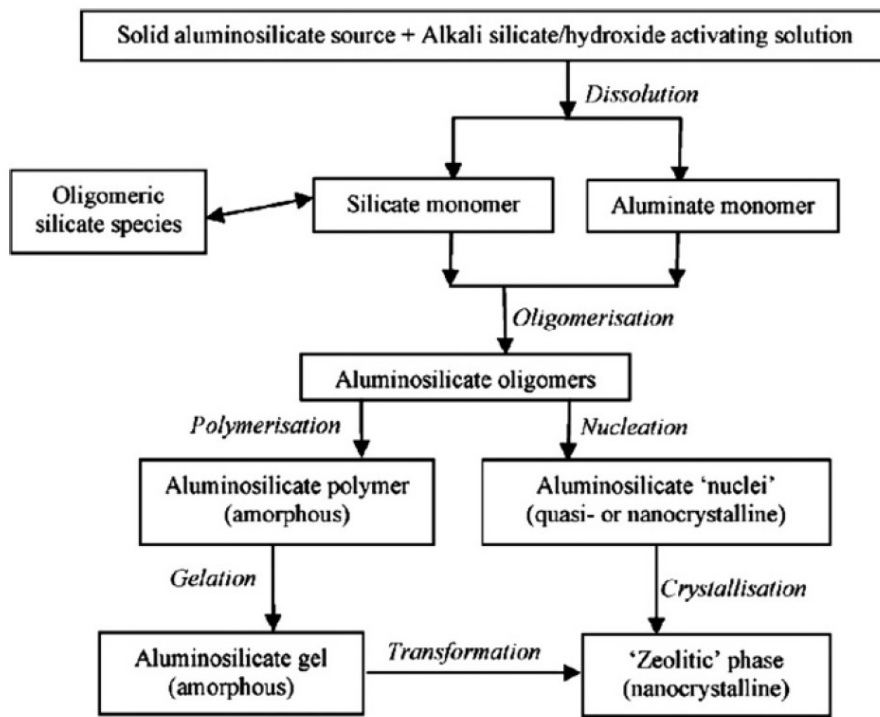 Solid aluminosilicate source + Alkali silicate/hydroxide activating solution
Dissolution
Oligomeric
silicate species
Silicate monomer
Aluminate monomer
Oligomerisation
Aluminosilicate oligomers
Polymerisation
Nucleation
Aluminosilicate polymer
(amorphous)
Aluminosilicate ‘nuclei’
(quasi- or nanocrystalline)
Gelation
Crystallisation
Aluminosilicate gel
(amorphous)
Transformation
‘Zeolitic’ phase
(nanocrystalline)